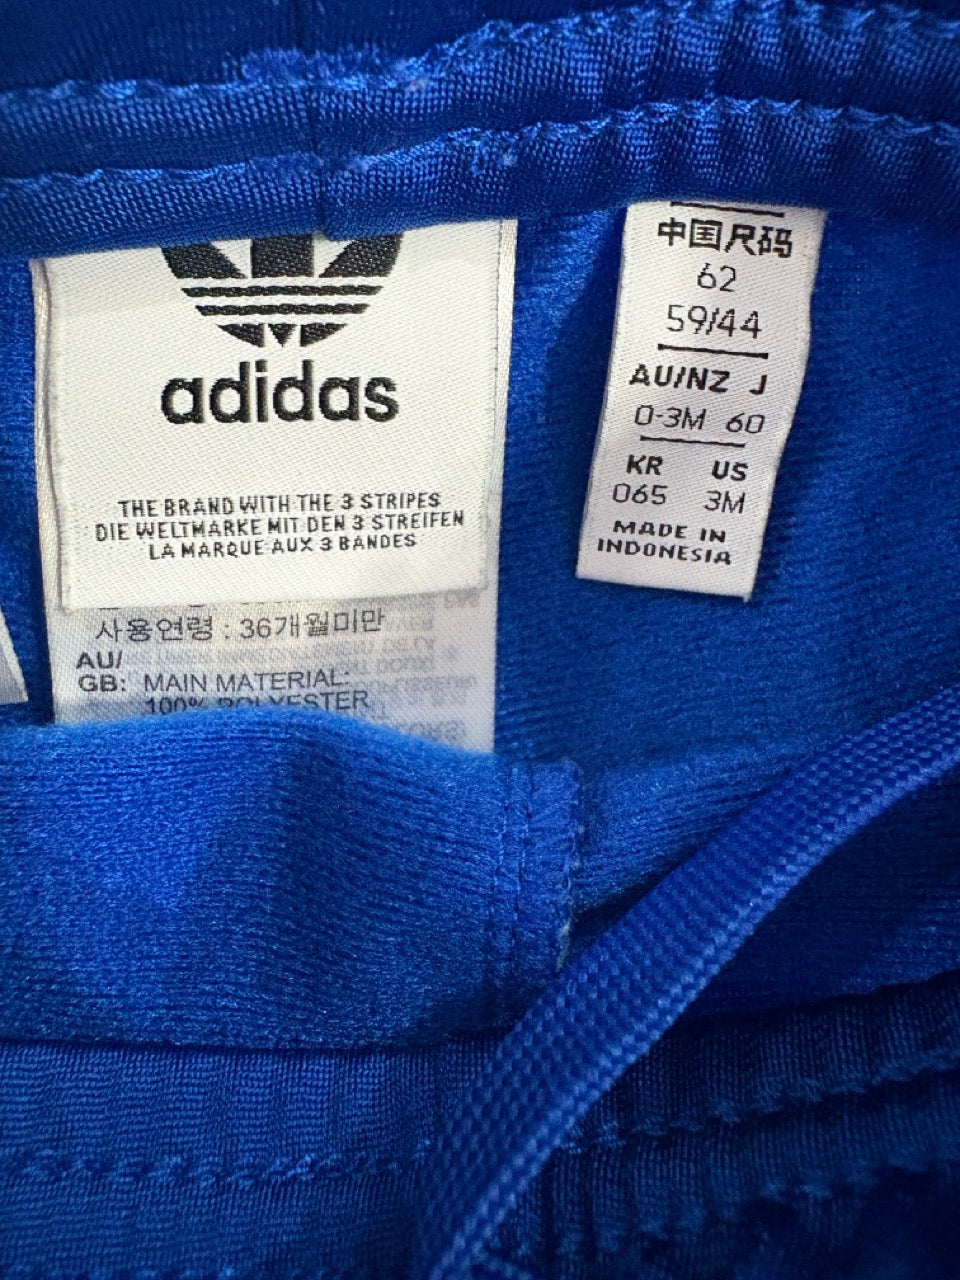 adidas
THE BRAND WITH THE 3 STRIPES
DIE WELTMARKE MIT DEN 3 STREIFEN
LA MARQUE AUX 3 BANDES
사용연령 : 36개월미만
AU/
GB: MAIN MATERIAL:
100% POLYESTER
中国尺码
62
59/44
AU/NZ J
0-3M 60
KR US
065 3M
MADE IN
INDONESIA